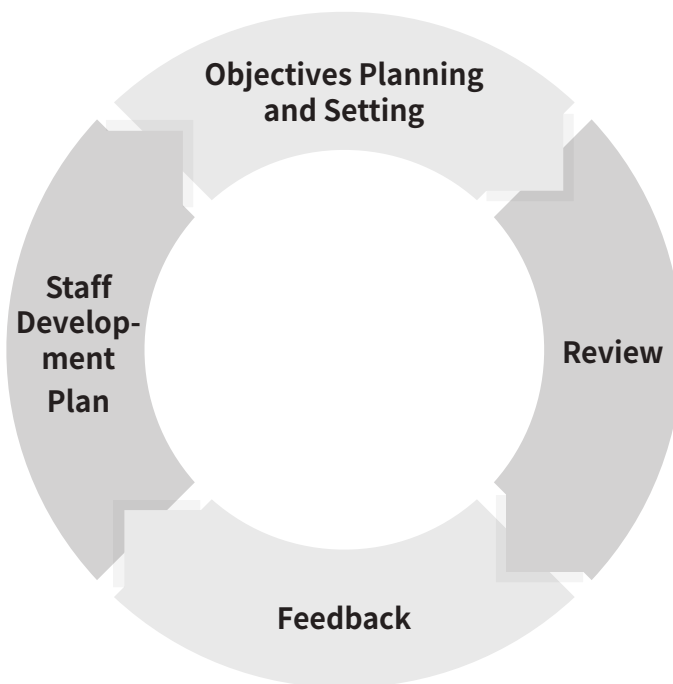 Objectives Planning
and Setting
Review
Feedback
Staff
Develop-
ment
Plan